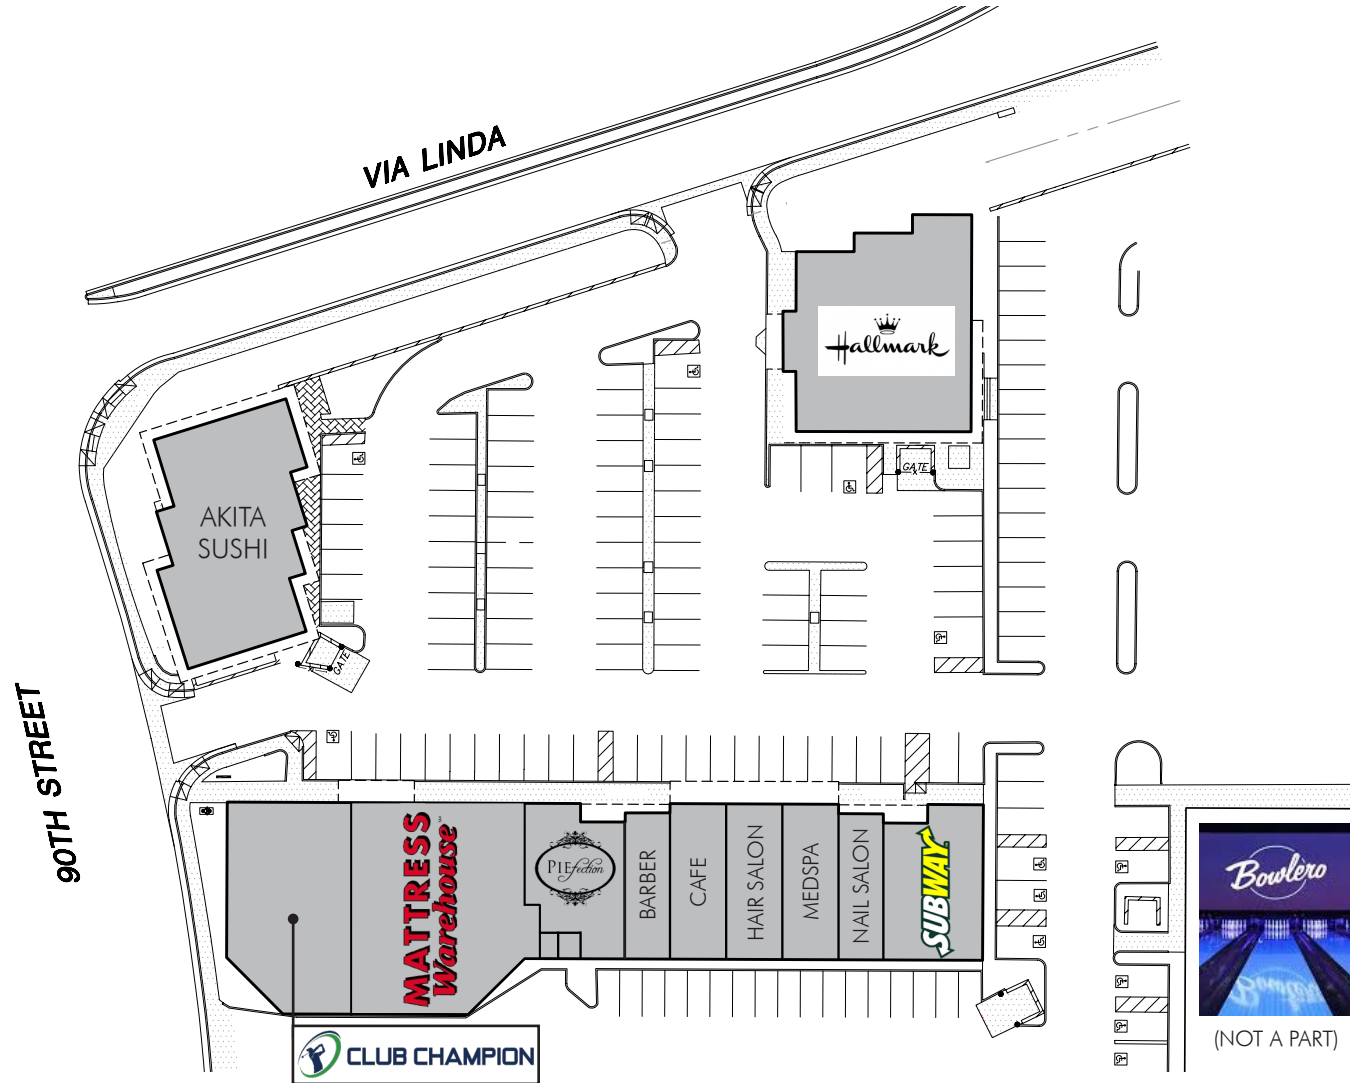 VIA LINDA
Hallmark
GATE
AKITA
SUSHI
GATE
90TH STREET
MATTRESS
Warehouse
PIEfection
BARBER
CAFE
HAIR SALON
MEDSPA
NAIL SALON
SUBWAY
Bowlero
Bowlero
(NOT A PART)
CLUB CHAMPION